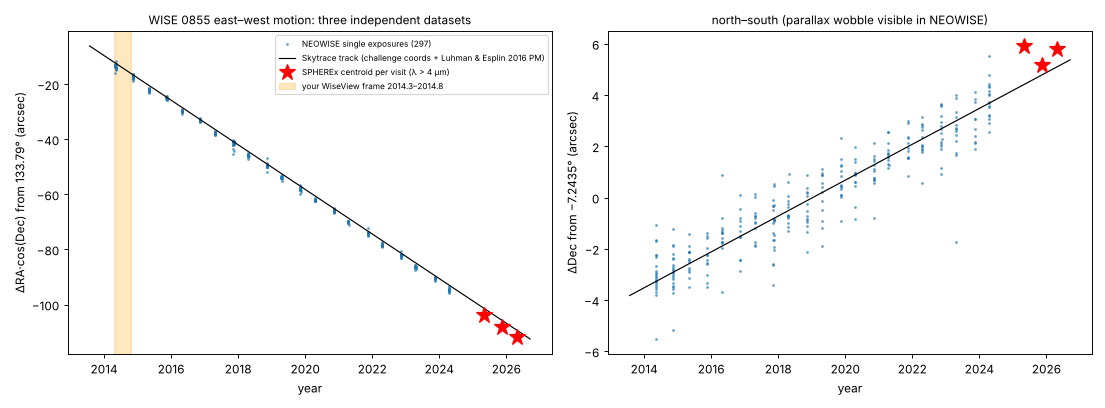 WISE 0855 east–west motion: three independent datasets
NEOWISE single exposures (297)
Skytrace track (challenge coords + Luhman & Esplin 2016 PM)
SPHEREx centroid per visit (λ > 4 μm)
your WiseView frame 2014.3–2014.8
ΔRA·cos(Dec) from 133.79° (arcsec)
−20
−40
−60
−80
−100
2014
2016
2018
2020
2022
2024
2026
year
north–south (parallax wobble visible in NEOWISE)
ΔDec from −7.2435° (arcsec)
6
4
2
0
−2
−4
−6
2014
2016
2018
2020
2022
2024
2026
year